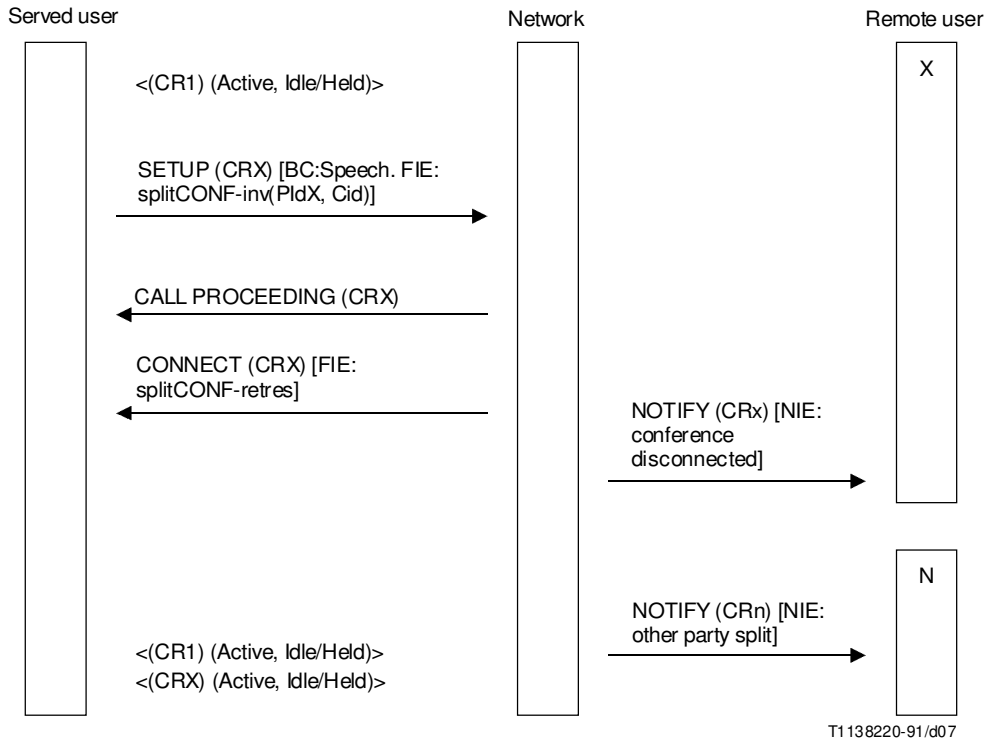 Served user
Network
Remote user
X
<(CR1) (Active, Idle/Held)>
SETUP (CRX) [BC:Speech. FIE:
splitCONF-inv(PIdX, Cid)]
CALL PROCEEDING (CRX)
CONNECT (CRX) [FIE:
splitCONF-retres]
NOTIFY (CRx) [NIE:
conference
disconnected]
N
NOTIFY (CRn) [NIE:
other party split]
<(CR1) (Active, Idle/Held)>
<(CRX) (Active, Idle/Held)>
T1138220-91/d07